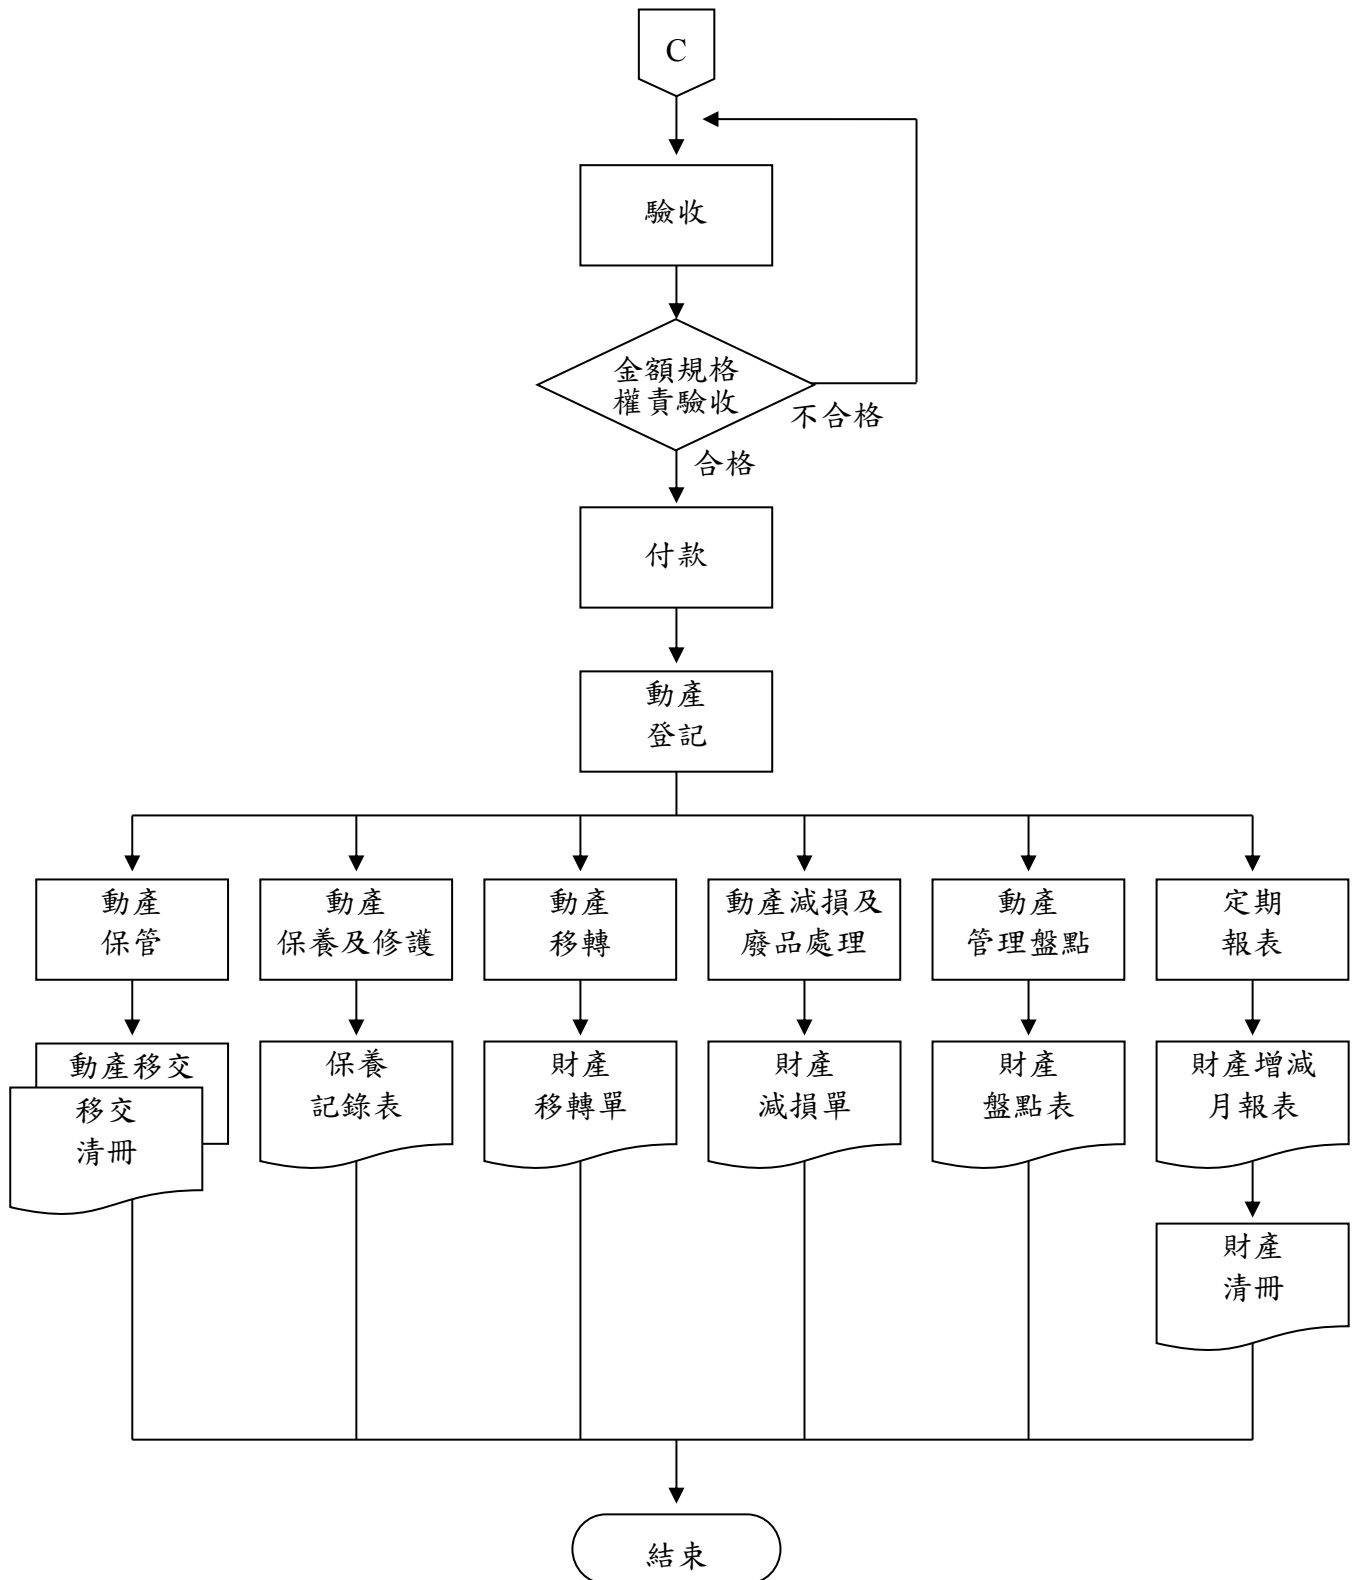 C
驗收
金額規格
權責驗收
不合格
合格
付款
動產
登記
動產
保管
動產
保養及修護
動產
移轉
動產減損及
廢品處理
動產
管理盤點
定期
報表
動產移交
移交
清冊
保養
記錄表
財產
移轉單
財產
減損單
財產
盤點表
財產增減
月報表
財產
清冊
結束